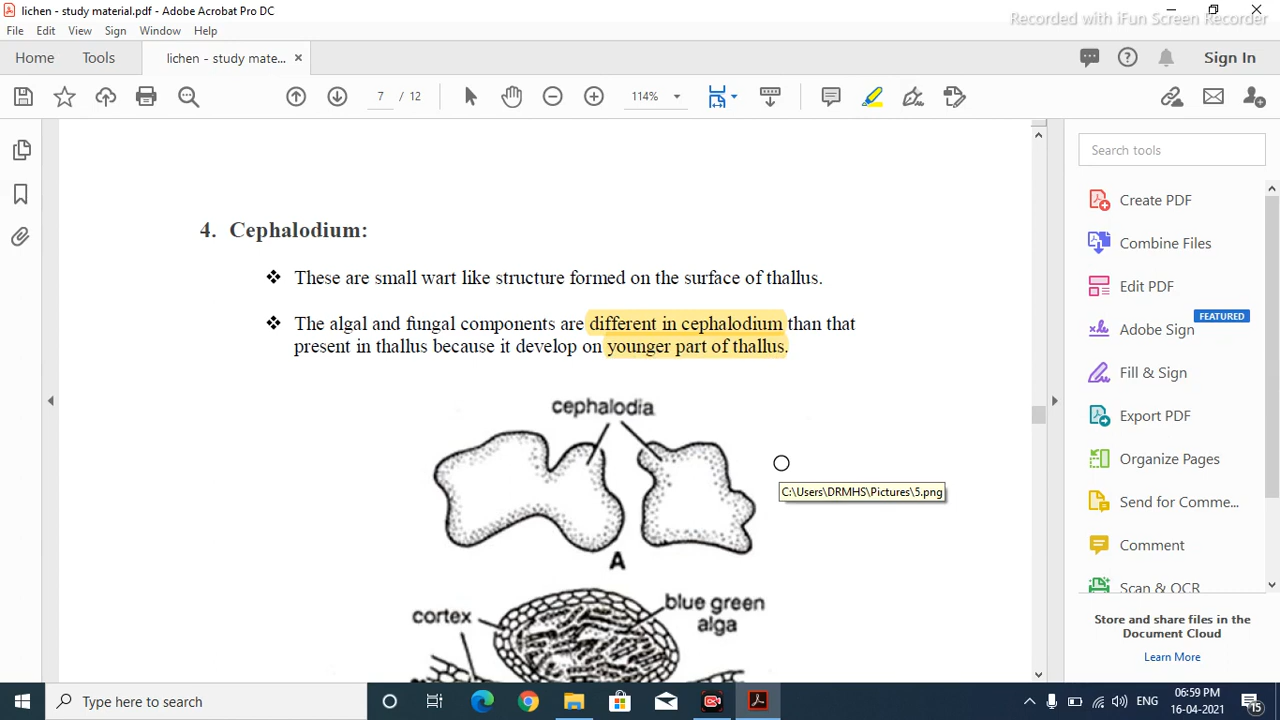 lichen - study material.pdf - Adobe Acrobat Pro DC
Recorded with iFun Screen Recorder
File Edit View Sign Window Help
Home Tools lichen - study mate... × Sign In
7 / 12 114%
Search tools
Create PDF
Combine Files
Edit PDF
FEATURED
Adobe Sign
Fill & Sign
Export PDF
Organize Pages
Send for Comme...
Comment
Scan & OCR
Store and share files in the
Document Cloud
Learn More
4. Cephalodium:
❖ These are small wart like structure formed on the surface of thallus.
❖ The algal and fungal components are different in cephalodium than that
present in thallus because it develop on younger part of thallus.
cephalodia
C:\Users\DRMHS\Pictures\5.png
A
cortex
blue green
alga
Type here to search
ENG
06:59 PM
16-04-2021
15